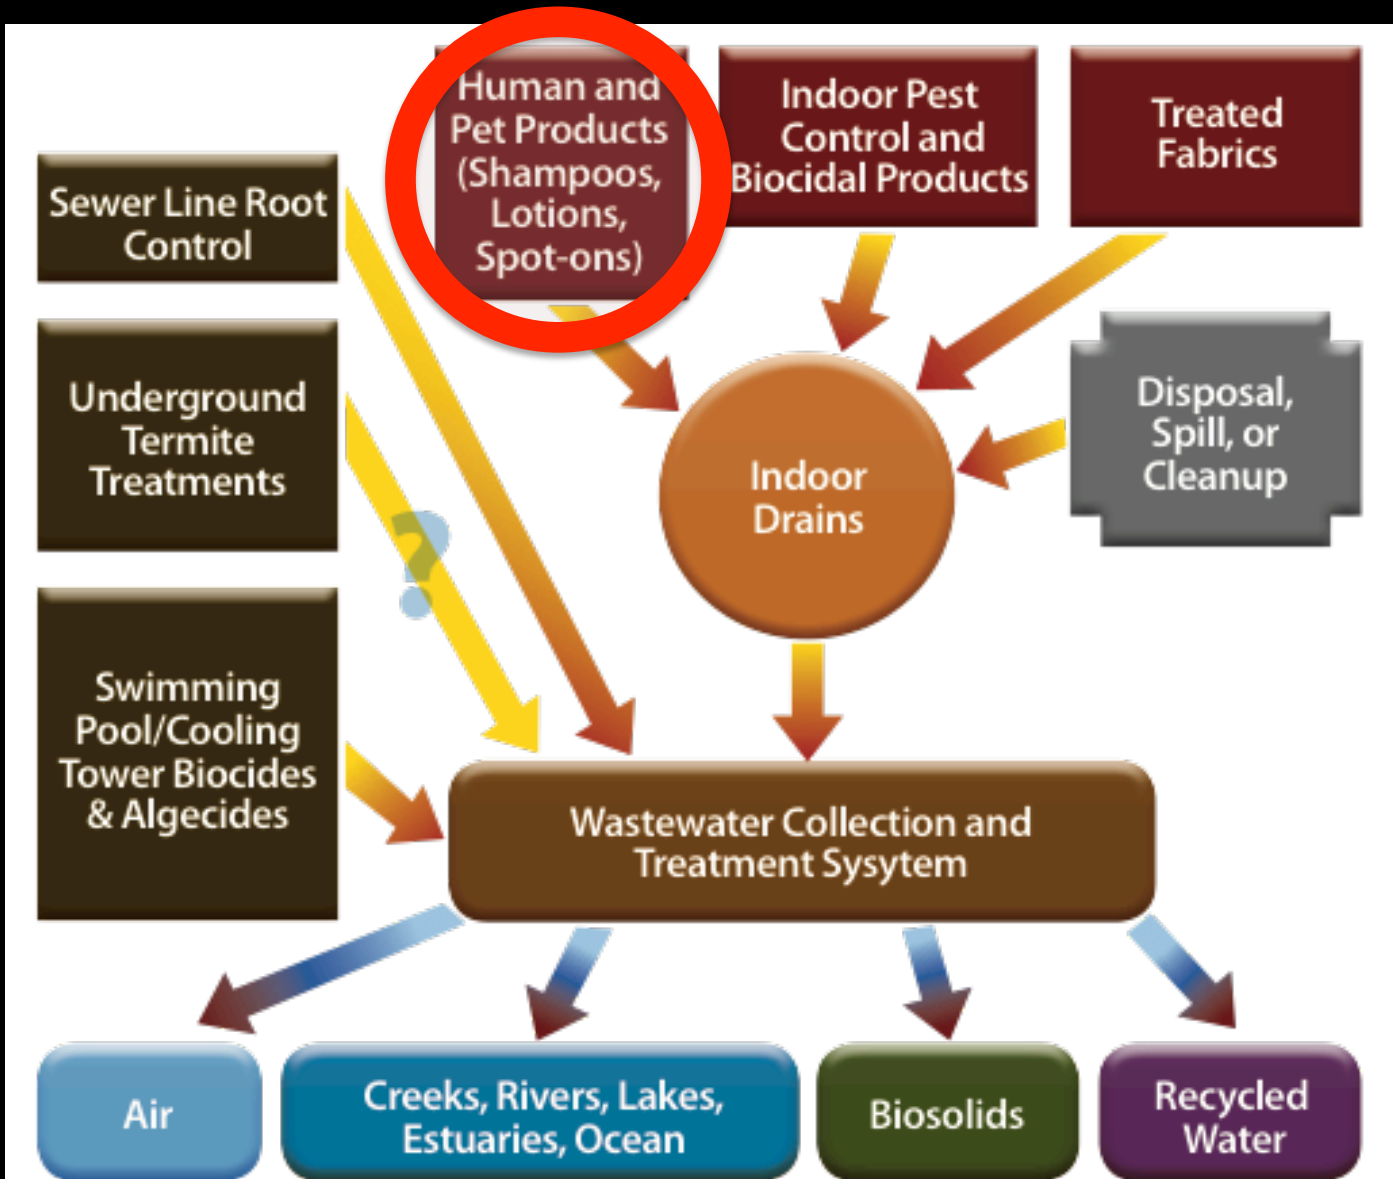 Human and
Pet Products
(Shampoos,
Lotions,
Spot-ons)
Indoor Pest
Control and
Biocidal Products
Treated
Fabrics
Sewer Line Root
Control
Underground
Termite
Treatments
?
Disposal,
Spill, or
Cleanup
Indoor
Drains
Swimming
Pool/Cooling
Tower Biocides
& Algecides
Wastewater Collection and
Treatment Sysytem
Air
Creeks, Rivers, Lakes,
Estuaries, Ocean
Biosolids
Recycled
Water